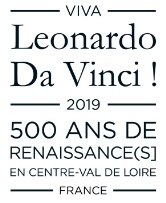 VIVA
Leonardo
Da Vinci !
2019
500 ANS DE
RENAISSANCE(S]
EN CENTRE-VAL DE LOIRE
FRANCE